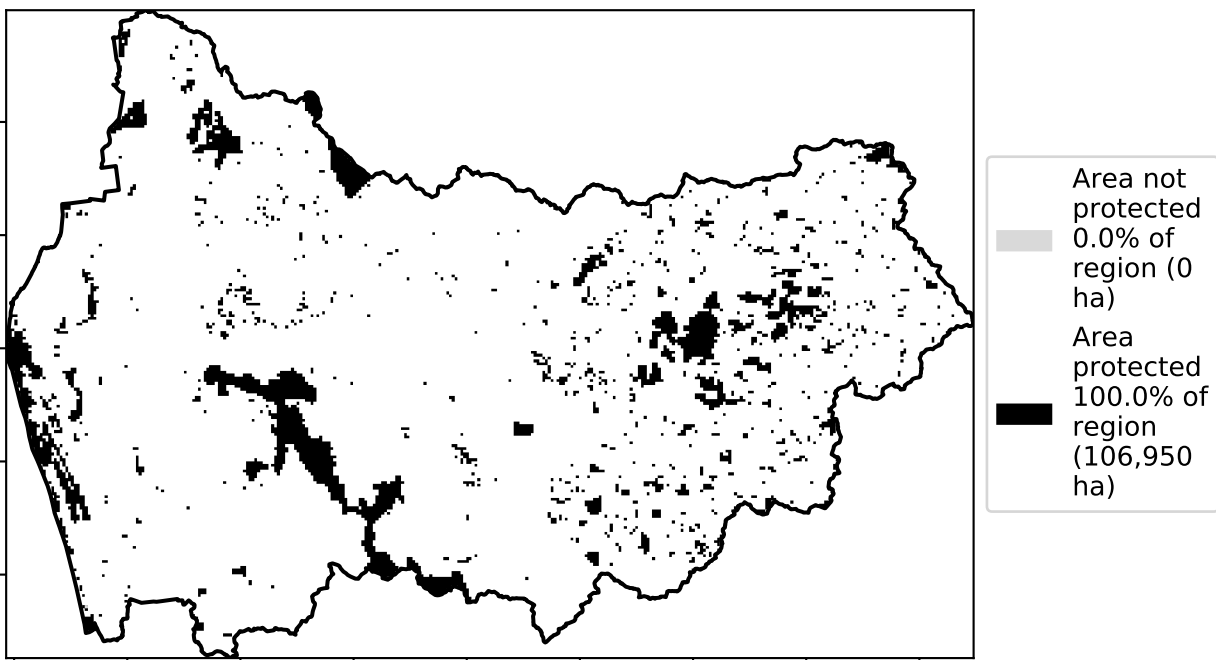 Area not
protected
0.0% of
region (0
ha)
Area
protected
100.0% of
region
(106,950
ha)